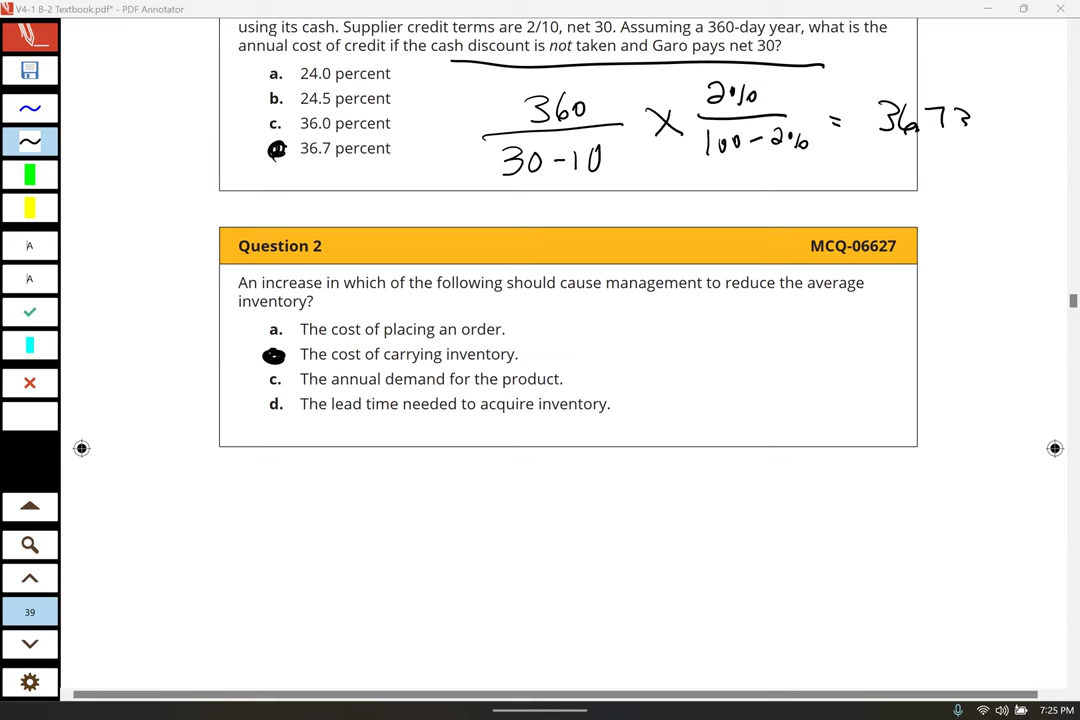 V4-1 B-2 Textbook.pdf* - PDF Annotator
using its cash. Supplier credit terms are 2/10, net 30. Assuming a 360-day year, what is the
annual cost of credit if the cash discount is not taken and Garo pays net 30?
a. 24.0 percent
b. 24.5 percent
c. 36.0 percent
36.7 percent
360 / 30-10 X 2% / 100-2% = 36.73
Question 2 MCQ-06627
An increase in which of the following should cause management to reduce the average
inventory?
a. The cost of placing an order.
The cost of carrying inventory.
c. The annual demand for the product.
d. The lead time needed to acquire inventory.
A
A
39
7:25 PM